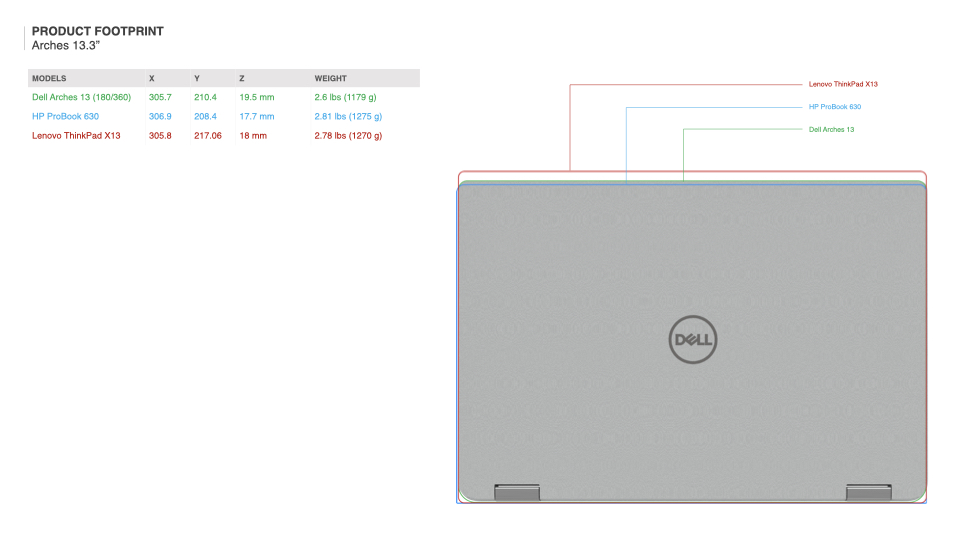 PRODUCT FOOTPRINT
Arches 13.3”
MODELS X Y Z WEIGHT
Dell Arches 13 (180/360) 305.7 210.4 19.5 mm 2.6 lbs (1179 g)
HP ProBook 630 306.9 208.4 17.7 mm 2.81 lbs (1275 g)
Lenovo ThinkPad X13 305.8 217.06 18 mm 2.78 lbs (1270 g)
Lenovo ThinkPad X13
HP ProBook 630
Dell Arches 13
DELL